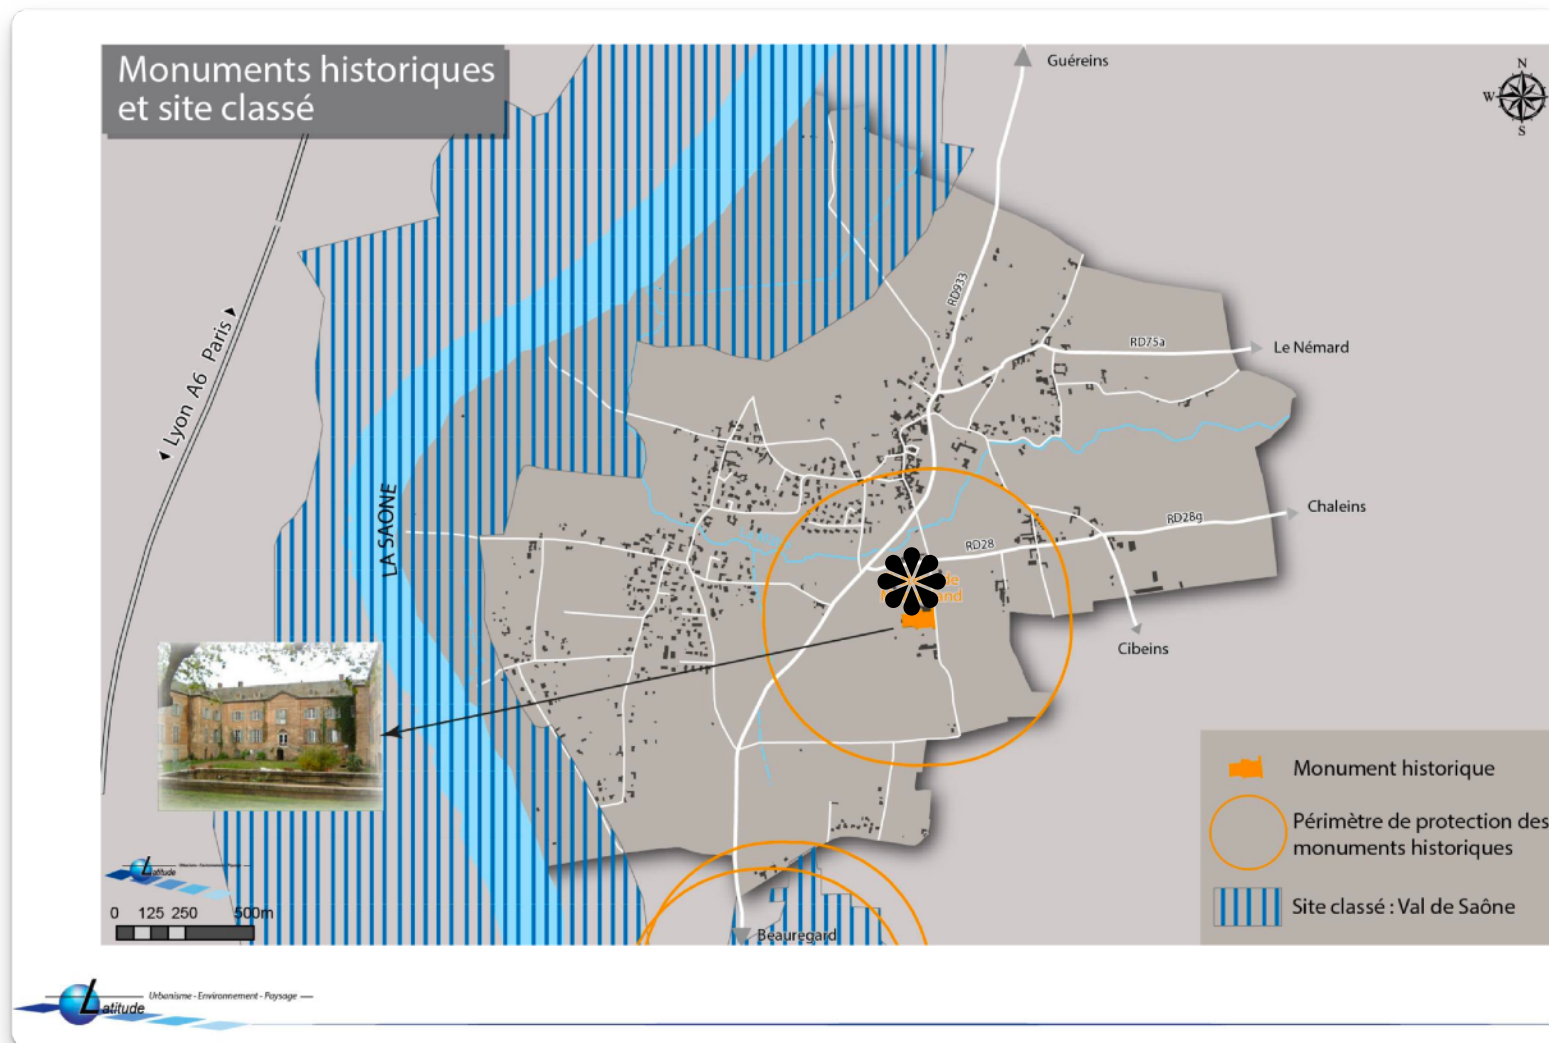 Monuments historiques
et site classé
Guéreins
N
W
S
RD933
RD75a
Le Némard
Lyon A6 Paris
LA SAONE
Chaleins
RD28g
RD28
de
Cibeins
Monument historique
Périmètre de protection des
monuments historiques
Site classé : Val de Saône
Latitude
0 125 250 500m
Beauregard
Latitude Urbanisme - Environnement - Paysage